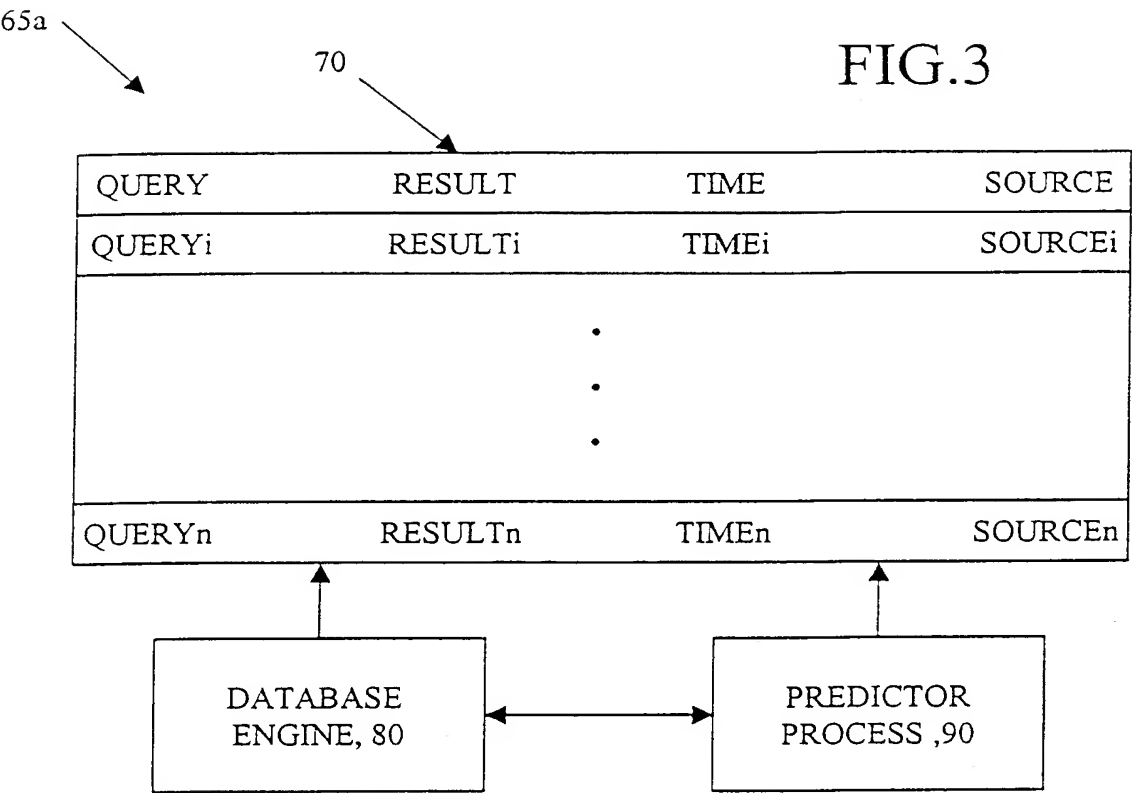 65a
70
FIG.3
QUERY RESULT TIME SOURCE
QUERYi RESULTi TIMEi SOURCEi
QUERYn RESULTn TIMEn SOURCEn
DATABASE
ENGINE, 80
PREDICTOR
PROCESS ,90